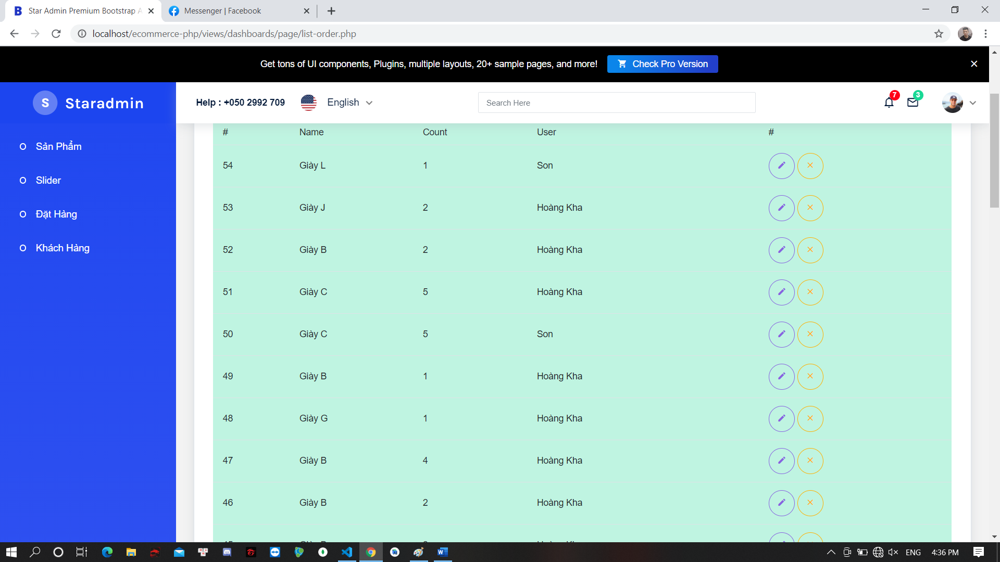 Star Admin Premium Bootstrap A
Messenger | Facebook
localhost/ecommerce-php/views/dashboards/page/list-order.php
Get tons of UI components, Plugins, multiple layouts, 20+ sample pages, and more! Check Pro Version
S Staradmin
Help : +050 2992 709 English Search Here 7 3
Sản Phẩm
Slider
Đặt Hàng
Khách Hàng
# Name Count User #
54 Giày L 1 Son
53 Giày J 2 Hoàng Kha
52 Giày B 2 Hoàng Kha
51 Giày C 5 Hoàng Kha
50 Giày C 5 Son
49 Giày B 1 Hoàng Kha
48 Giày G 1 Hoàng Kha
47 Giày B 4 Hoàng Kha
46 Giày B 2 Hoàng Kha
ENG 4:36 PM